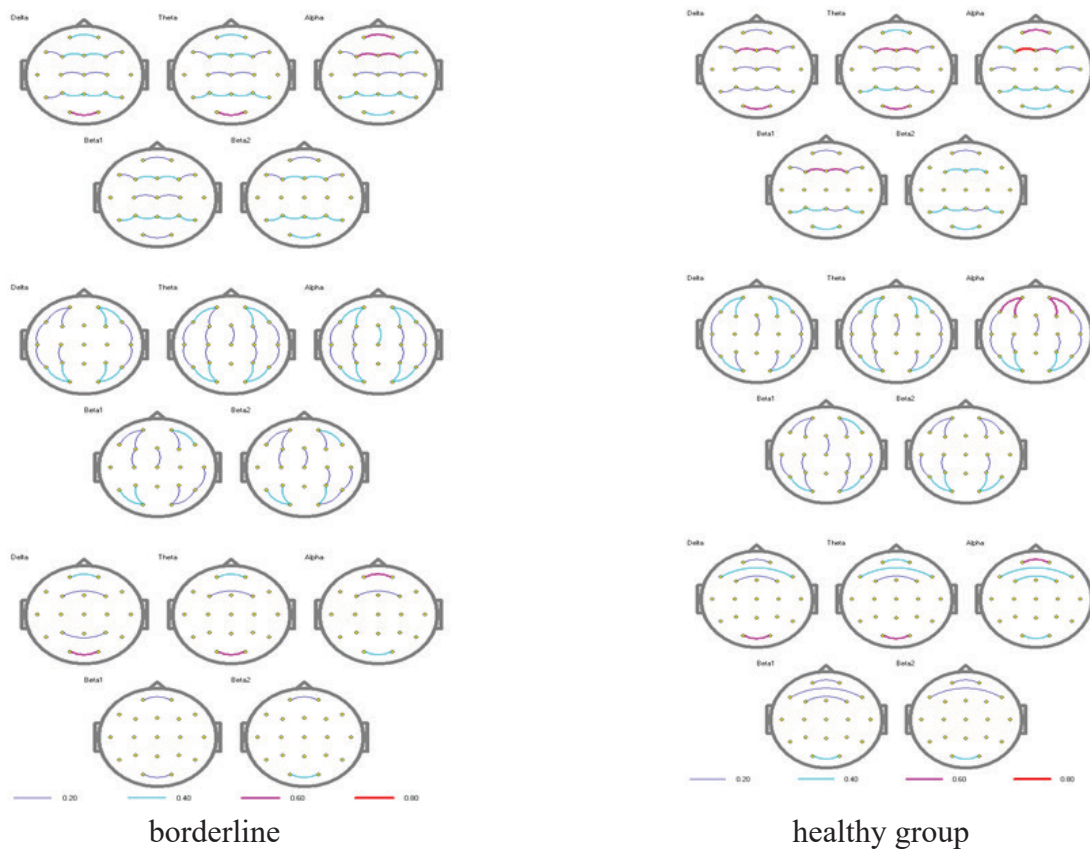 Delta Theta Alpha Delta Theta Alpha
Beta1 Beta2 Beta1 Beta2
Delta Theta Alpha Delta Theta Alpha
Beta1 Beta2 Beta1 Beta2
Delta Theta Alpha Delta Theta Alpha
Beta1 Beta2 Beta1 Beta2
0.20 0.40 0.60 0.80 0.20 0.40 0.60 0.80
borderline healthy group